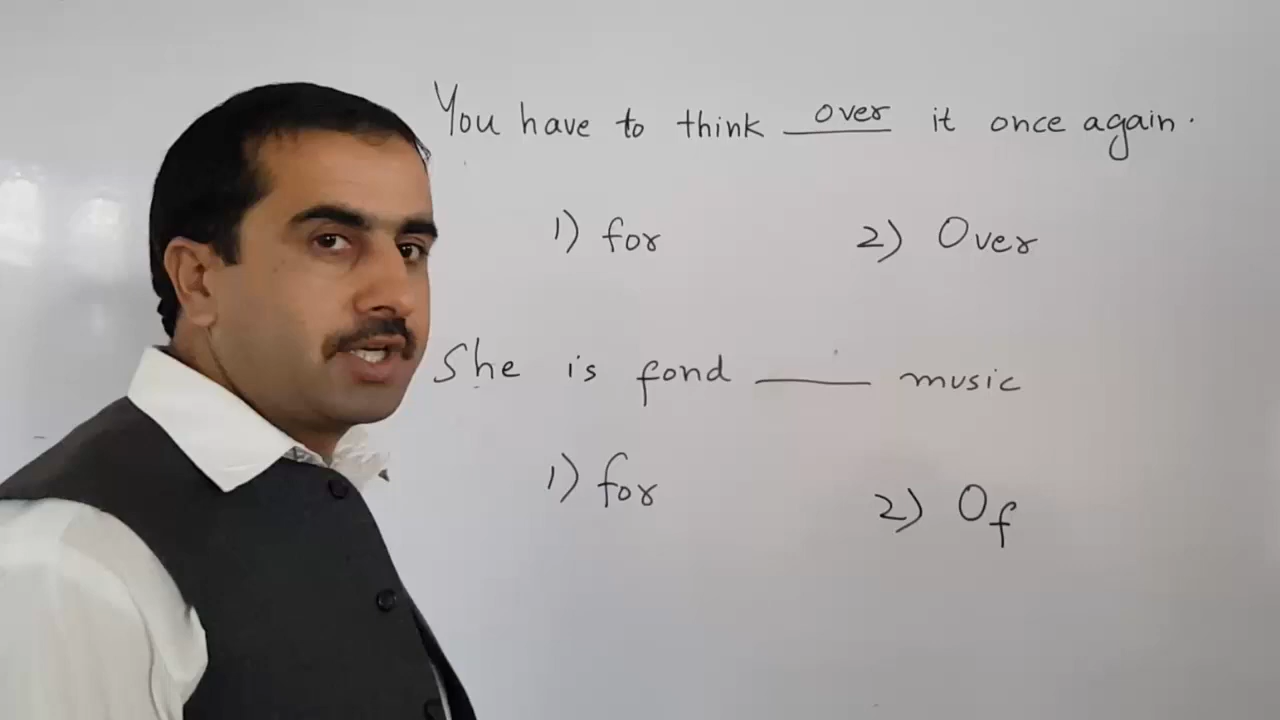 You have to think over it once again.
1) for 2) Over
She is fond ____ music
1) for 2) Of